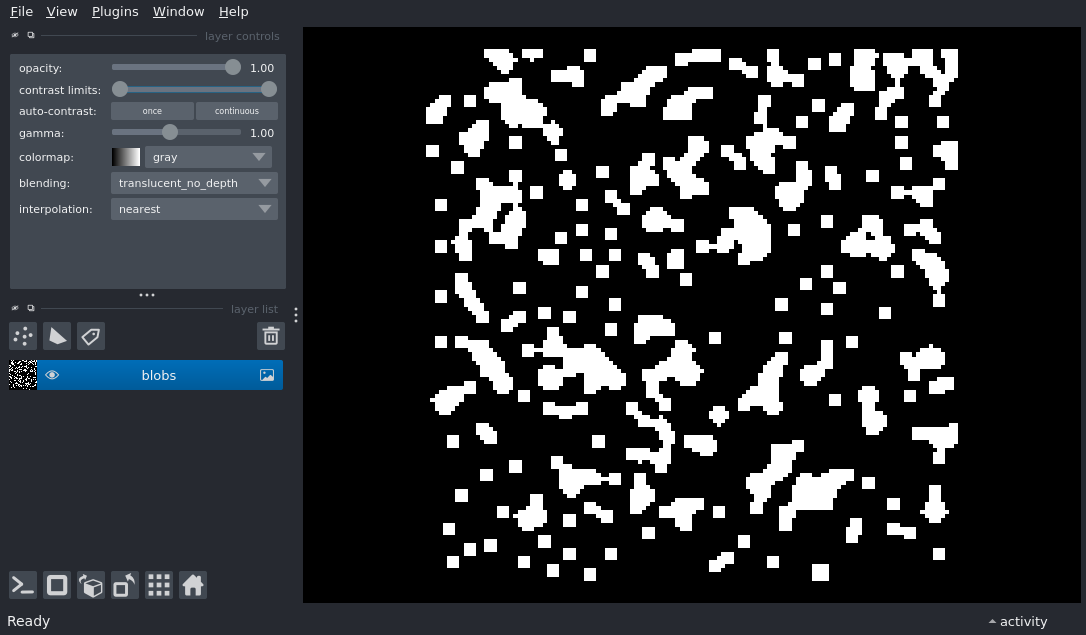 File View Plugins Window Help
layer controls
opacity: 1.00
contrast limits:
auto-contrast: once continuous
gamma: 1.00
colormap: gray
blending: translucent_no_depth
interpolation: nearest
layer list
blobs
Ready activity